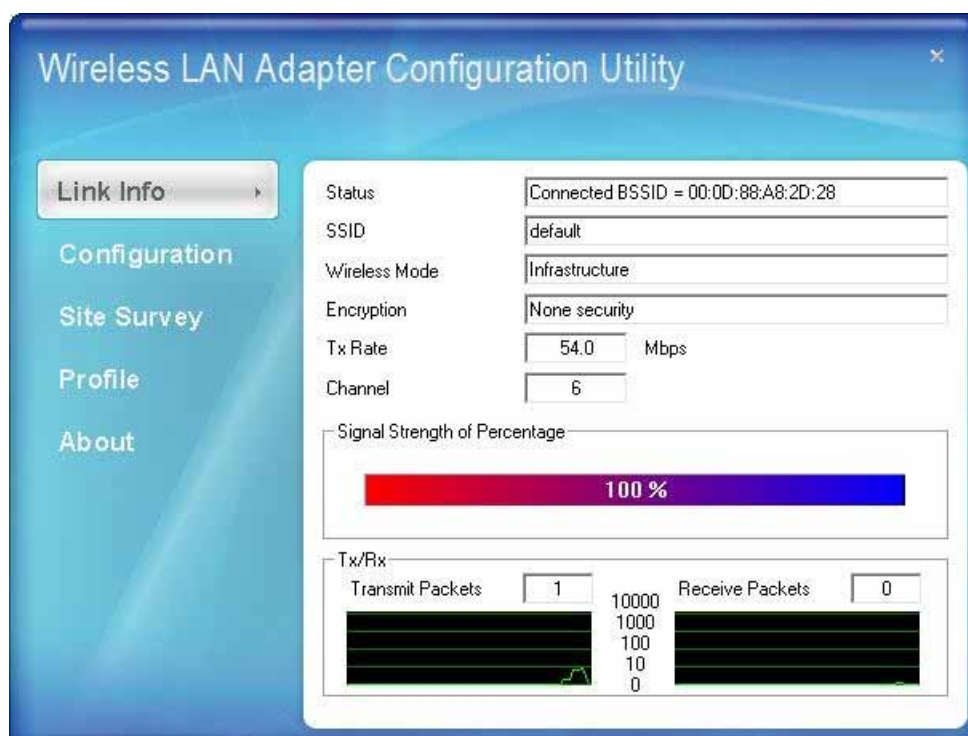 Wireless LAN Adapter Configuration Utility
×
Link Info
Configuration
Site Survey
Profile
About
Status Connected BSSID = 00:0D:88:A8:2D:28
SSID default
Wireless Mode Infrastructure
Encryption None security
Tx Rate 54.0 Mbps
Channel 6
Signal Strength of Percentage
100 %
Tx/Rx
Transmit Packets 1
10000
1000
100
10
0
Receive Packets 0